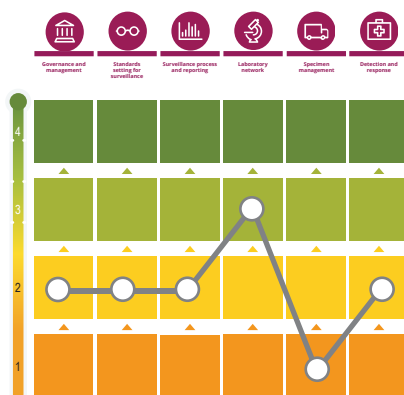 Governance and
management
Standards
setting for
surveillance
Surveillance process
and reporting
Laboratory
network
Specimen
management
Detection and
response
4
3
2
1